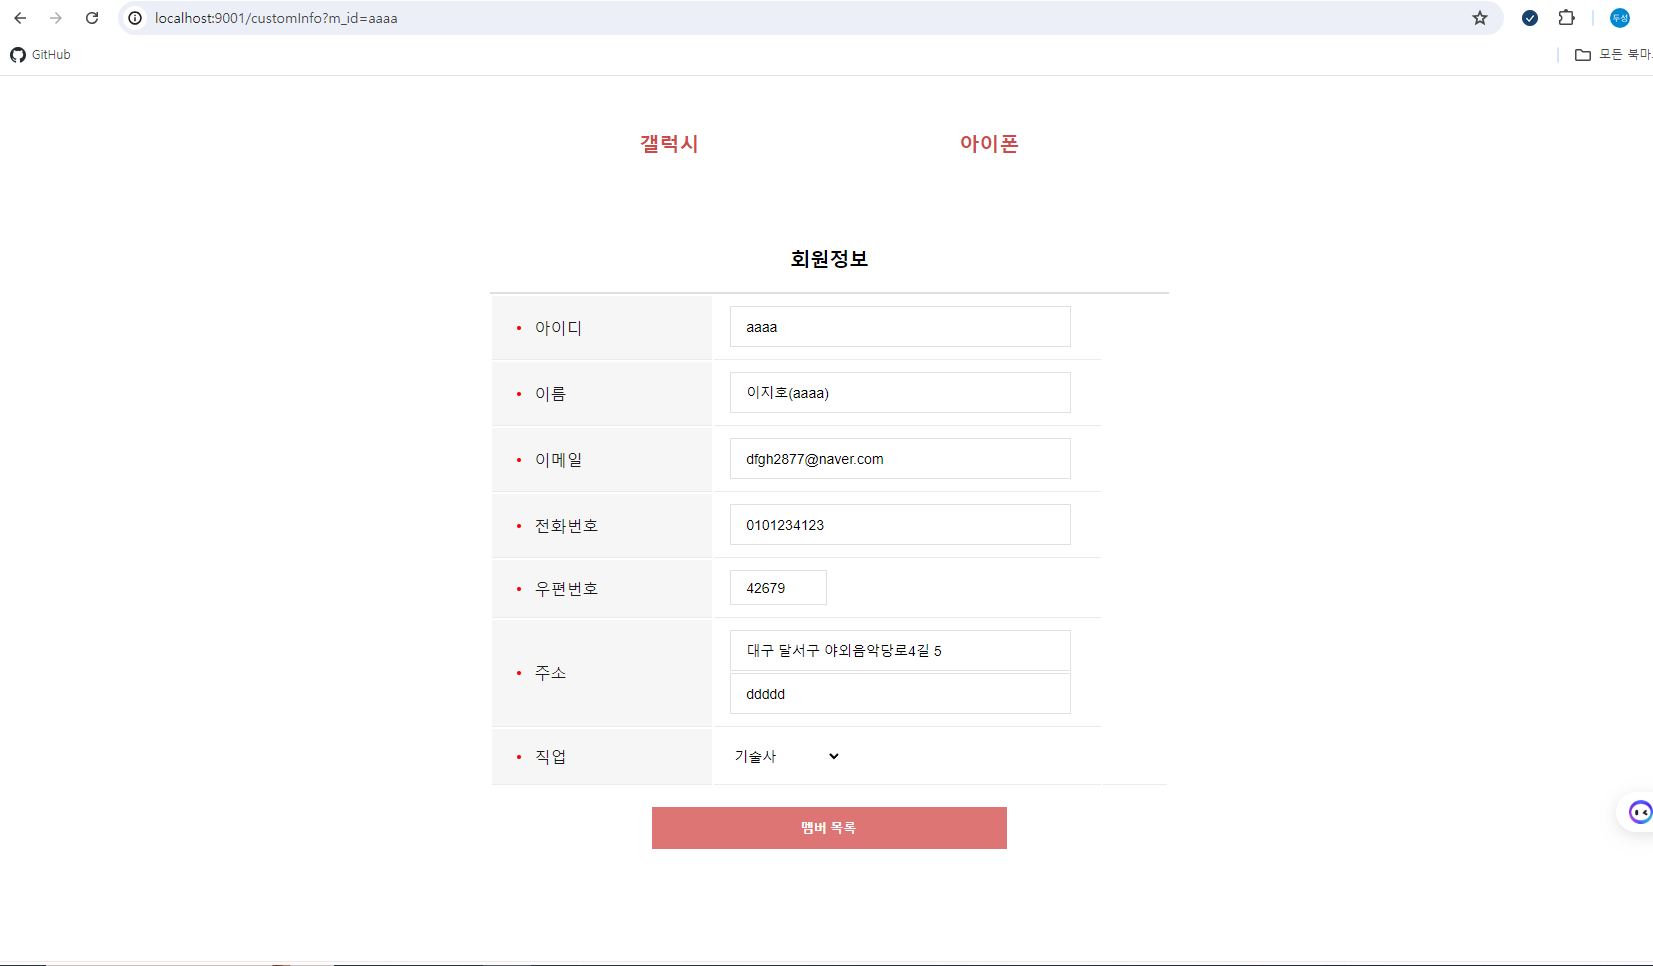 localhost:9001/customInfo?m_id=aaaa
두성
GitHub
모든 북마
갤럭시 아이폰
회원정보
• 아이디 aaaa
• 이름 이지호(aaaa)
• 이메일 dfgh2877@naver.com
• 전화번호 0101234123
• 우편번호 42679
• 주소 대구 달서구 야외음악당로4길 5
ddddd
• 직업 기술사
멤버 목록